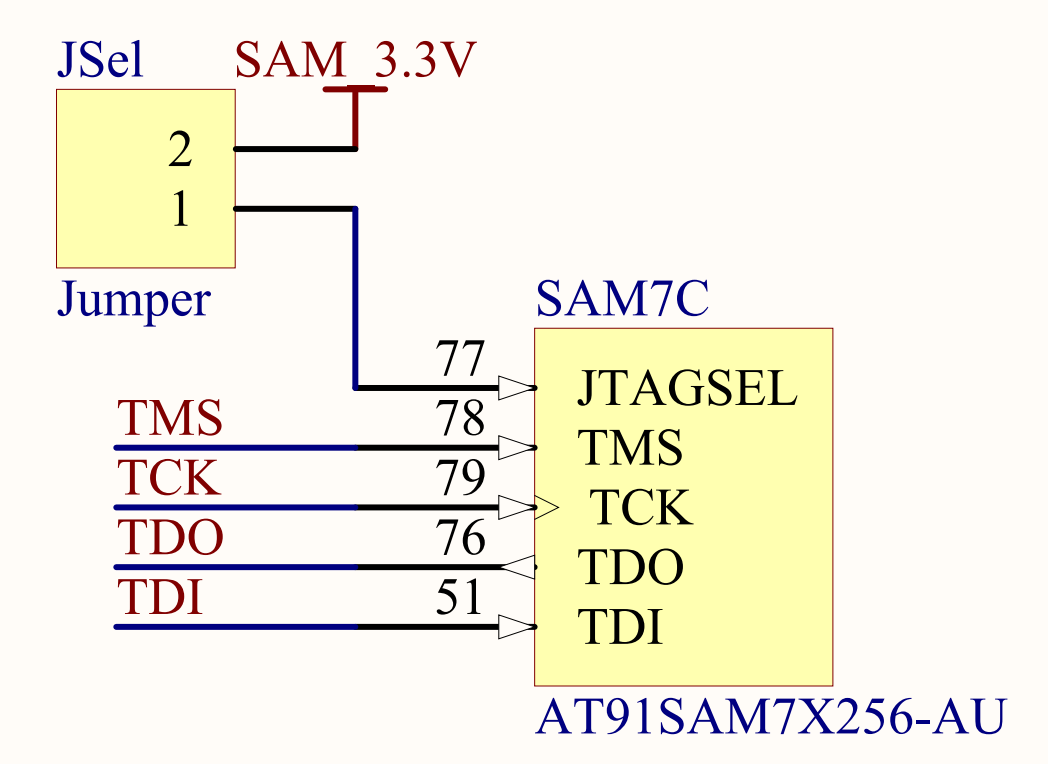 JSel
SAM_3.3V
2
1
Jumper
SAM7C
77
JTAGSEL
TMS
78
TMS
TCK
79
TCK
TDO
76
TDO
TDI
51
TDI
AT91SAM7X256-AU